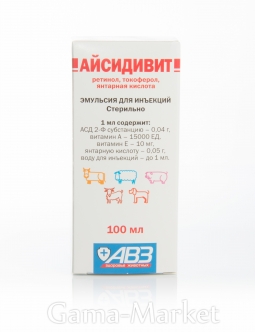 АЙСИДИВИТ
ретинол, токоферол,
янтарная кислота
ЭМУЛЬСИЯ ДЛЯ ИНЪЕКЦИЙ
Стерильно
1 мл содержит:
АСД 2-Ф субстанцию – 0,04 г,
витамин А – 15000 ЕД,
витамин Е – 10 мг,
янтарную кислоту – 0,05 г,
воду для инъекций – до 1 мл.
100 мл
АВЗ
Gama-Market